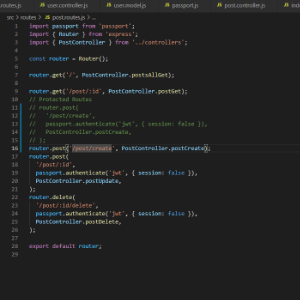 routes.js
user.controller.js
user.model.js
passport.js
post.controller.js
src > routes > JS post.routes.js > ...
1 import passport from 'passport';
2 import { Router } from 'express';
3 import { PostController } from '../controllers';
4
5 const router = Router();
6
7 router.get('/', PostController.postsAllGet);
8
9 router.get('/post/:id', PostController.postGet);
10 // Protected Routes
11 // router.post(
12 // '/post/create',
13 // passport.authenticate('jwt', { session: false }),
14 // PostController.postCreate,
15 // );
16 router.post('/post/create', PostController.postCreate);
17 router.post(
18 '/post/:id',
19 passport.authenticate('jwt', { session: false }),
20 PostController.postUpdate,
21 );
22 router.delete(
23 '/post/:id/delete',
24 passport.authenticate('jwt', { session: false }),
25 PostController.postDelete,
26 );
27
28 export default router;
29